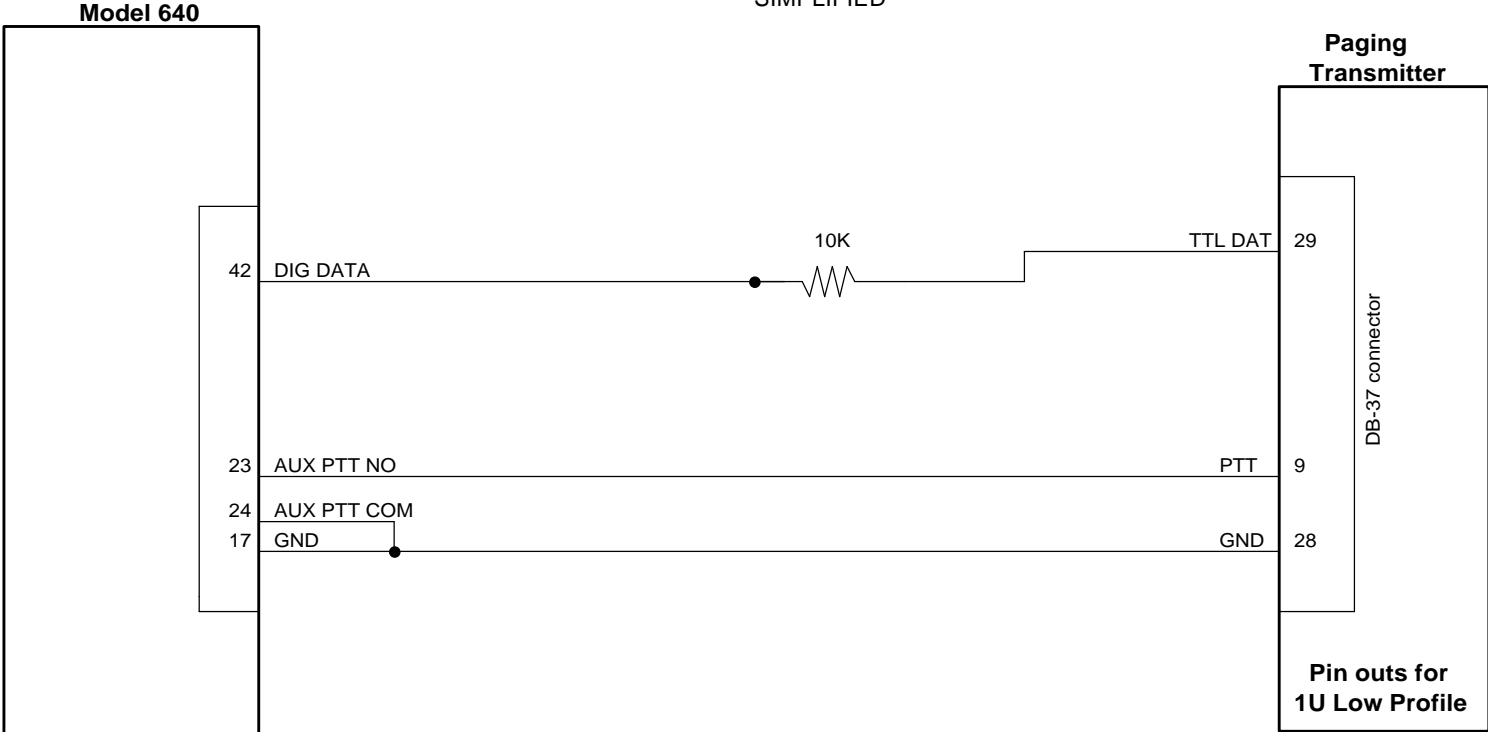 SIMPLIFIED
Model 640
Paging
Transmitter
10K
TTL DAT 29
42 DIG DATA
DB-37 connector
23 AUX PTT NO PTT 9
24 AUX PTT COM
17 GND GND 28
Pin outs for
1U Low Profile